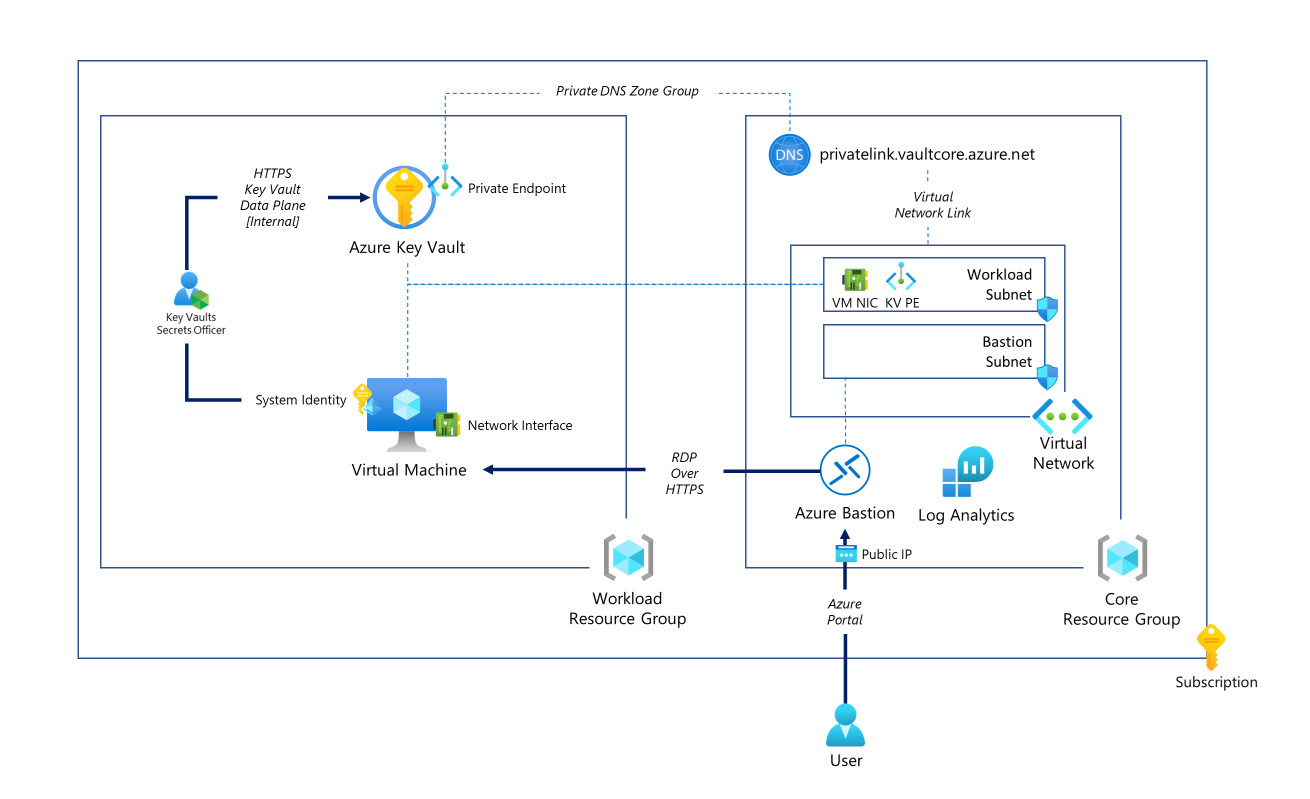 Private DNS Zone Group
DNS
privatelink.vaultcore.azure.net
HTTPS
Key Vault
Data Plane
[Internal]
Private Endpoint
Azure Key Vault
Virtual
Network Link
Workload
Subnet
VM NIC
KV PE
Key Vaults
Secrets Officer
Bastion
Subnet
System Identity
Network Interface
Virtual Machine
Virtual
Network
RDP
Over
HTTPS
Azure Bastion
Log Analytics
Public IP
Workload
Resource Group
Azure
Portal
Core
Resource Group
Subscription
User